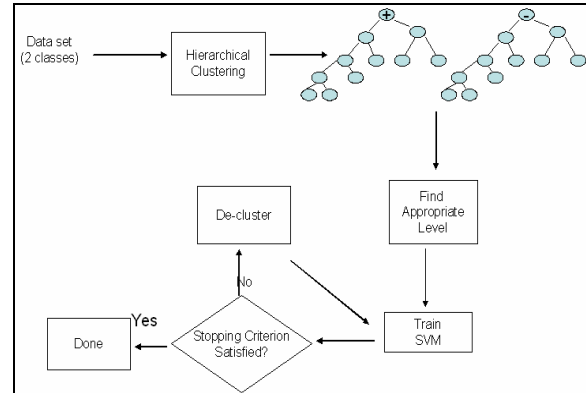 Data set
(2 classes)
Hierarchical
Clustering
+
-
Find
Appropriate
Level
De-cluster
No
Yes
Done
Stopping Criterion
Satisfied?
Train
SVM